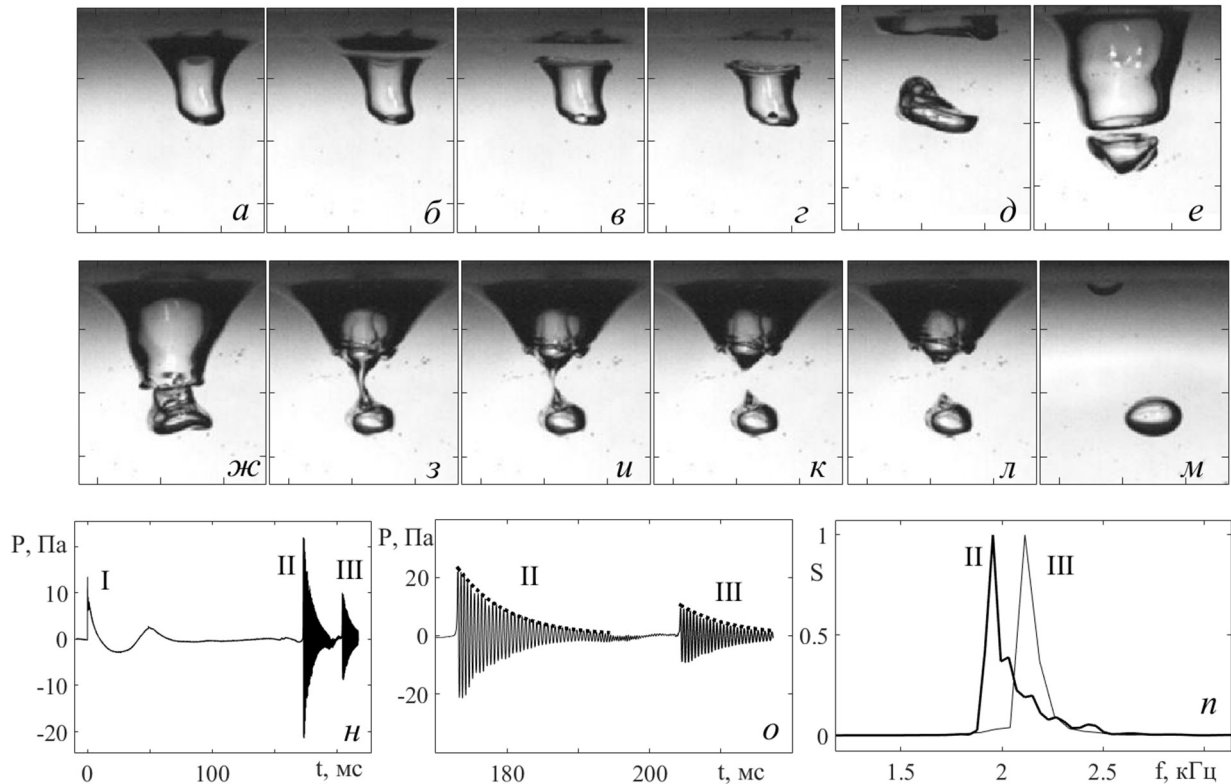 а б в г д е
ж з и к л м
P, Па
10
0
-10
-20
I
II
III
0 100 t, мс
н
P, Па
20
0
-20
II
III
180 200 t, мс
о
1
S
0.5
0
II
III
1.5 2 2.5 f, кГц
п